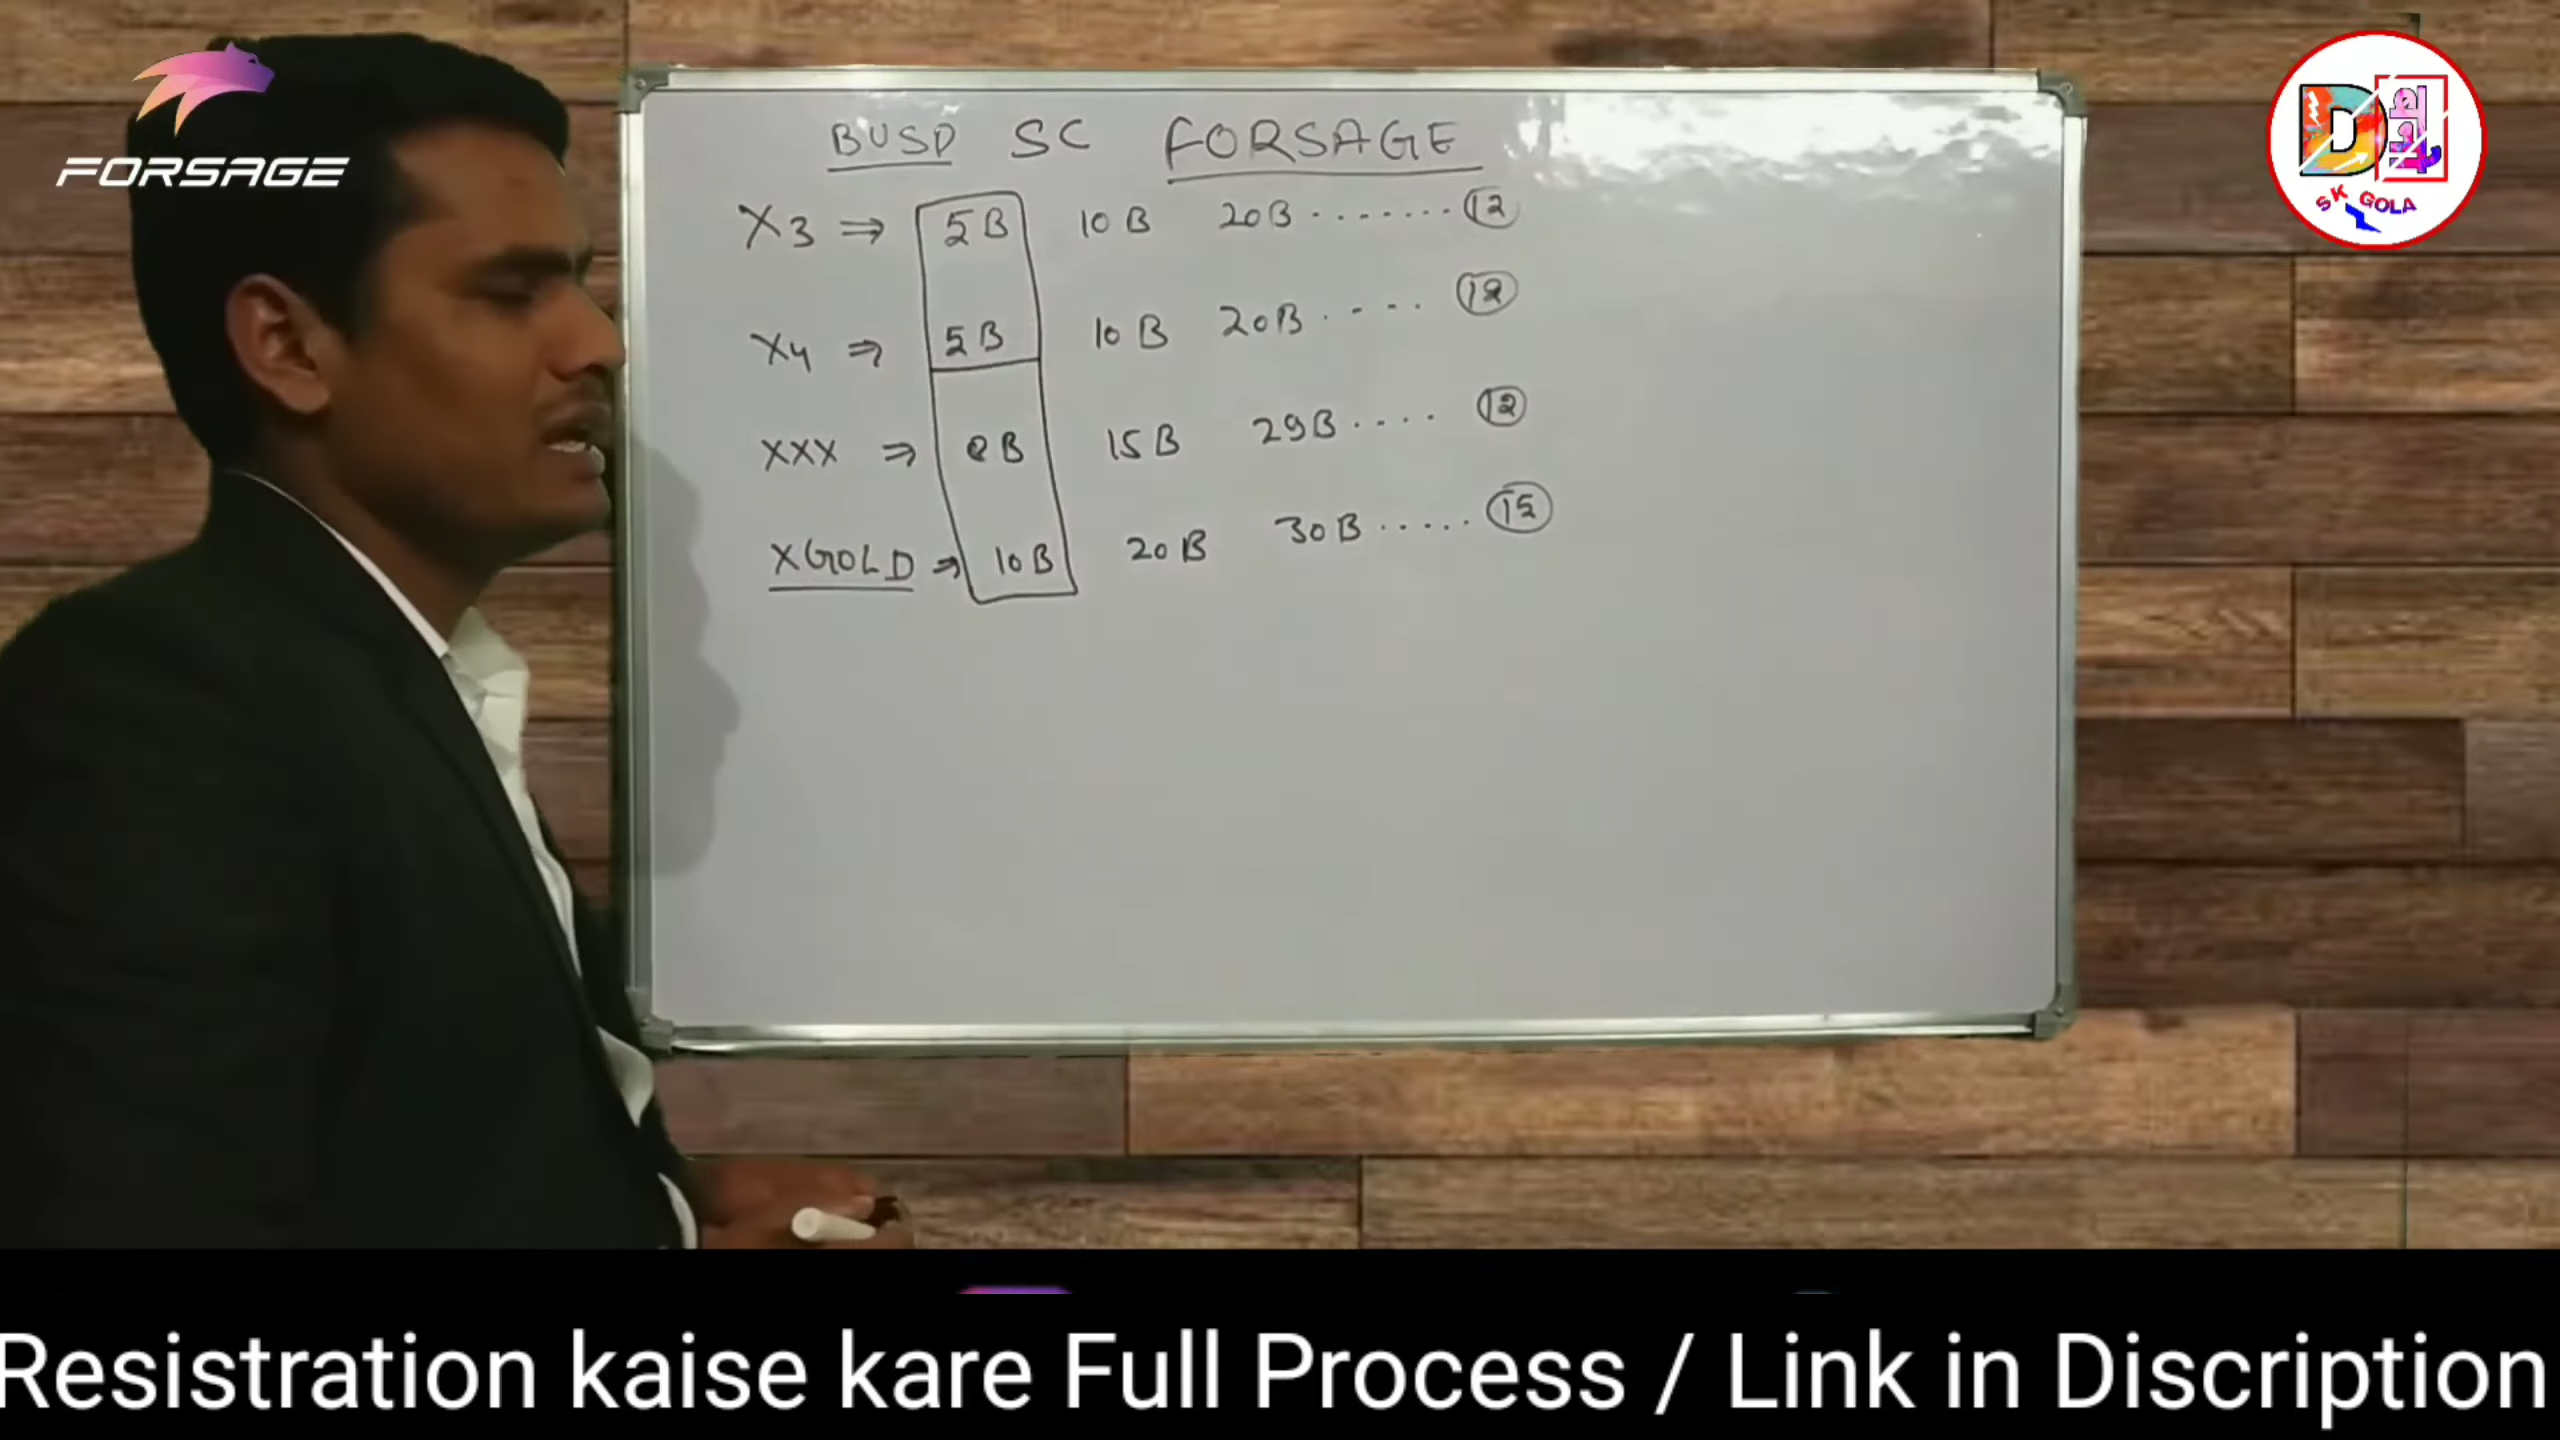 FORSAGE
SK GOLA
BUSD SC FORSAGE
X3 ⇒ 5B 10B 20B ....... 12
X4 ⇒ 5B 10B 20B .... 12
XXX ⇒ B 15B 29B .... 12
XGOLD ⇒ 10B 20B 30B ..... 15
Resistration kaise kare Full Process / Link in Discription